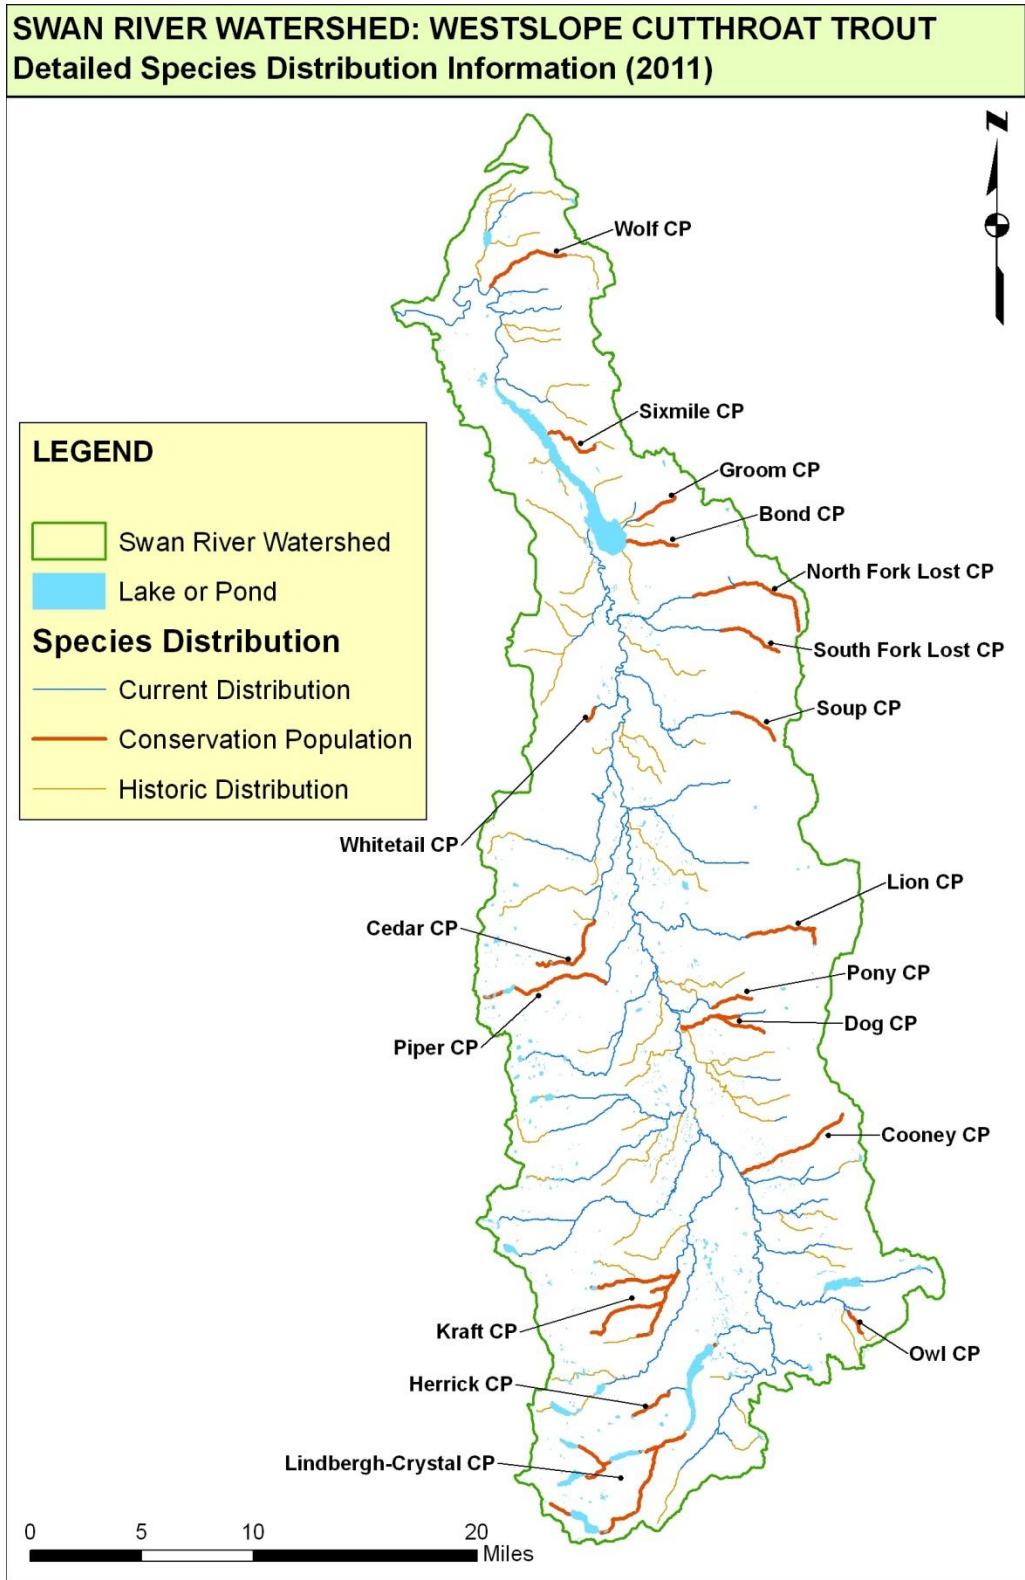 SWAN RIVER WATERSHED: WESTSLOPE CUTTHROAT TROUT
Detailed Species Distribution Information (2011)
Z
Wolf CP
Sixmile CP
Groom CP
Bond CP
North Fork Lost CP
South Fork Lost CP
Soup CP
LEGEND
Swan River Watershed
Lake or Pond
Species Distribution
Current Distribution
Conservation Population
Historic Distribution
Whitetail CP
Lion CP
Cedar CP
Pony CP
Dog CP
Piper CP
Cooney CP
Kraft CP
Owl CP
Herrick CP
Lindbergh-Crystal CP
0 5 10 20
Miles